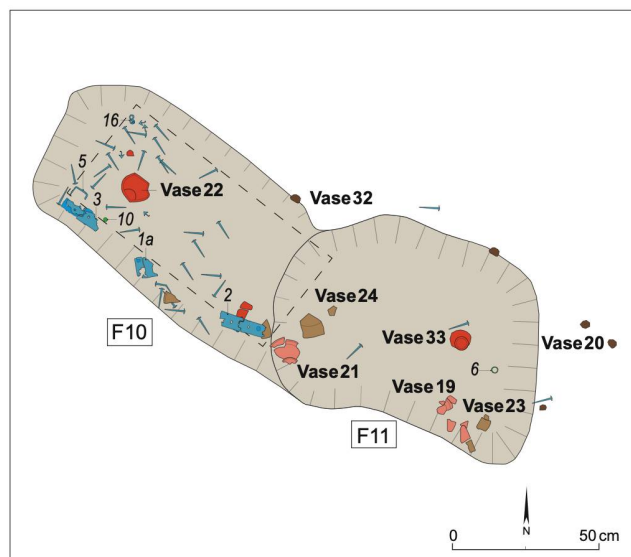 16
5
Vase 22
Vase 32
3
10
1a
2
Vase 24
F10
Vase 33
Vase 20
Vase 21
6
Vase 19
Vase 23
F11
N
0
50 cm